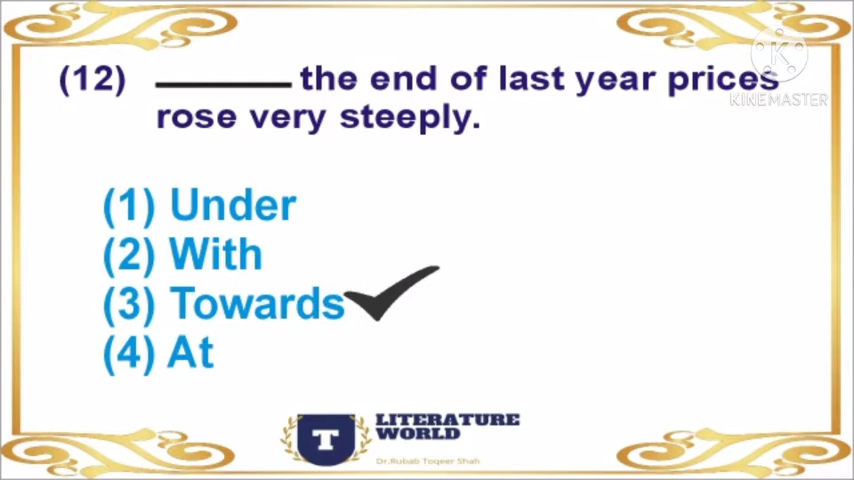 (12) ________ the end of last year prices
rose very steeply.
KINEMASTER
(1) Under
(2) With
(3) Towards
(4) At
T
LITERATURE
WORLD
Dr.Rubab Toqeer Shah